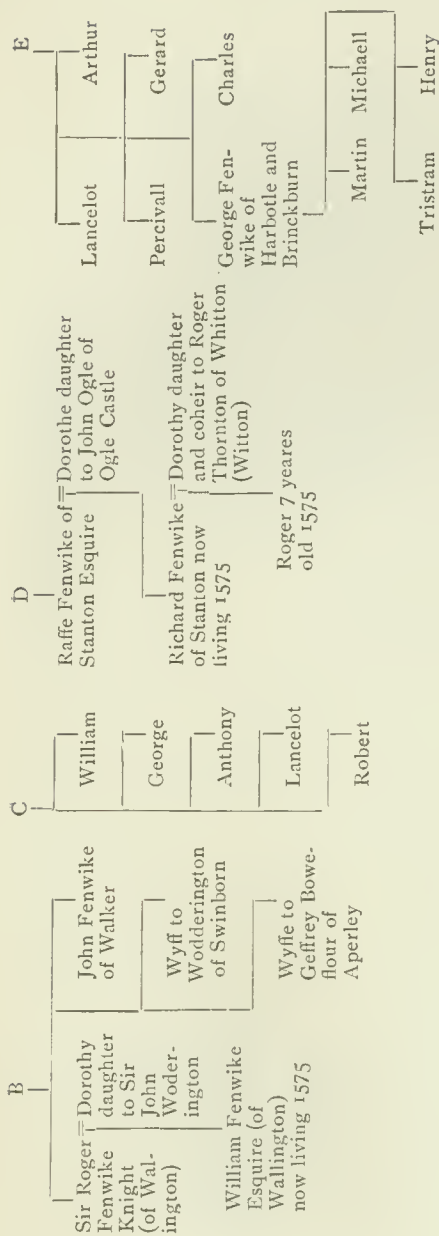 B
Sir Roger=Dorothy
Fenwike daughter
Knight to Sir
(of Wal- John
ington) Woder-
ington
William Fenwike
Esquire (of
Wallington)
now living 1575
John Fenwike
of Walker
Wyff to
Wodderington
of Swinborn
Wyffe to
Geffrey Bowe-
flour of
Aperley
C
William
George
Anthony
Lancelot
Robert
D
Raffe Fenwike of=Dorothe daughter
Stanton Esquire to John Ogle of
Ogle Castle
Richard Fenwike=Dorothy daughter
of Stanton now and coheir to Roger
living 1575 Thornton of Whitton
(Witton)
Roger 7 yeares
old 1575
E
Lancelot Arthur
Percivall Gerard
George Fen- Charles
wike of
Harbotle and
Brinckburn
Martin Michaell
Tristram Henry